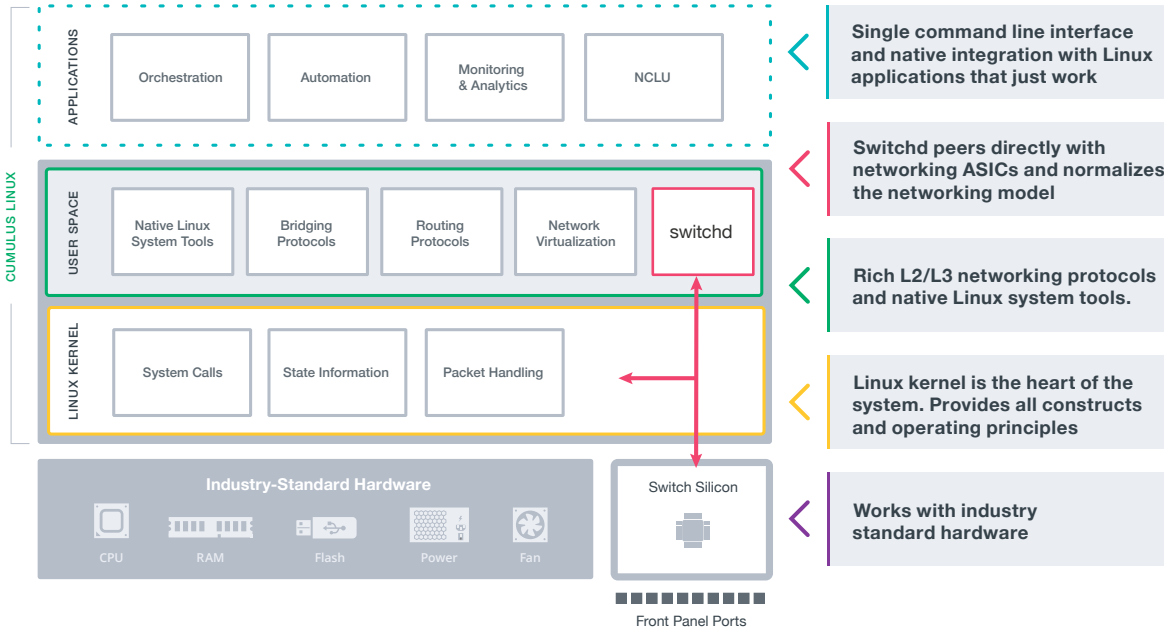 CUMULUS LINUX
APPLICATIONS
Orchestration
Automation
Monitoring
& Analytics
NCLU
Single command line interface
and native integration with Linux
applications that just work
USER SPACE
Native Linux
System Tools
Bridging
Protocols
Routing
Protocols
Network
Virtualization
switchd
Switchd peers directly with
networking ASICs and normalizes
the networking model
Rich L2/L3 networking protocols
and native Linux system tools.
LINUX KERNEL
System Calls
State Information
Packet Handling
Linux kernel is the heart of the
system. Provides all constructs
and operating principles
Industry-Standard Hardware
CPU
RAM
Flash
Power
Fan
Switch Silicon
Front Panel Ports
Works with industry
standard hardware